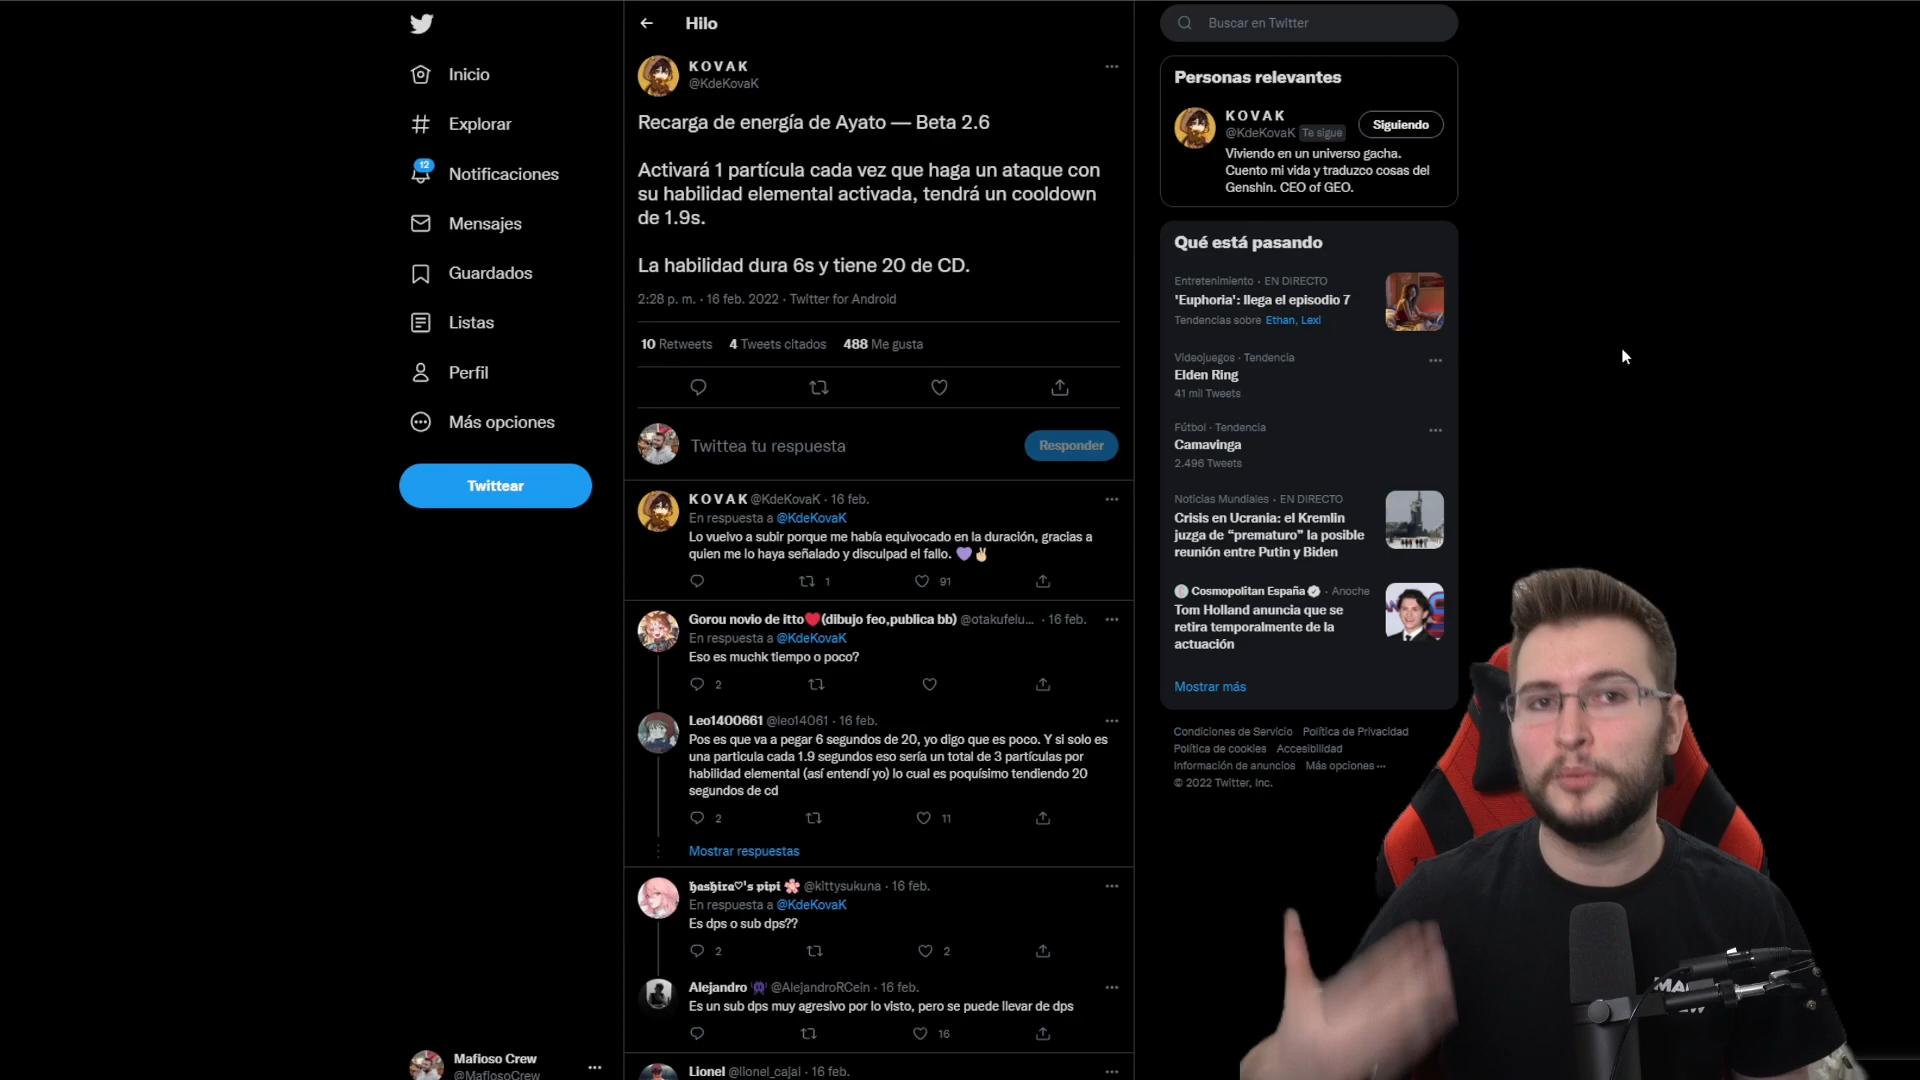 Inicio
Explorar
12
Notificaciones
Mensajes
Guardados
Listas
Perfil
Más opciones
Twittear
Mafioso Crew
@MafiosoCrew
Hilo
K O V A K
@KdeKovaK
Recarga de energía de Ayato — Beta 2.6
Activará 1 partícula cada vez que haga un ataque con
su habilidad elemental activada, tendrá un cooldown
de 1.9s.
La habilidad dura 6s y tiene 20 de CD.
2:28 p. m. · 16 feb. 2022 · Twitter for Android
10 Retweets 4 Tweets citados 488 Me gusta
Twittea tu respuesta
Responder
K O V A K @KdeKovaK · 16 feb.
En respuesta a @KdeKovaK
Lo vuelvo a subir porque me había equivocado en la duración, gracias a
quien me lo haya señalado y disculpad el fallo. 💜✌🏻
1 91
Gorou novio de itto❤️(dibujo feo,publica bb) @otakufelu... · 16 feb.
En respuesta a @KdeKovaK
Eso es muchk tiempo o poco?
2
Leo1400661 @leo14061 · 16 feb.
Pos es que va a pegar 6 segundos de 20, yo digo que es poco. Y si solo es
una particula cada 1.9 segundos eso sería un total de 3 partículas por
habilidad elemental (así entendí yo) lo cual es poquísimo tendiendo 20
segundos de cd
2 11
Mostrar respuestas
𝖍𝖆𝖘𝖍𝖎𝖗𝖆♡'𝖘 𝖕𝖎𝖕𝖎 🌸 @kittysukuna · 16 feb.
En respuesta a @KdeKovaK
Es dps o sub dps??
2 2
Alejandro @AlejandroRCein · 16 feb.
Es un sub dps muy agresivo por lo visto, pero se puede llevar de dps
16
Lionel @lionel_cajal · 16 feb.
Buscar en Twitter
Personas relevantes
K O V A K
@KdeKovaK Te sigue
Siguiendo
Viviendo en un universo gacha.
Cuento mi vida y traduzco cosas del
Genshin. CEO of GEO.
Qué está pasando
Entretenimiento · EN DIRECTO
'Euphoria': llega el episodio 7
Tendencias sobre Ethan, Lexi
Videojuegos · Tendencia
Elden Ring
41 mil Tweets
Fútbol · Tendencia
Camavinga
2.496 Tweets
Noticias Mundiales · EN DIRECTO
Crisis en Ucrania: el Kremlin
juzga de “prematuro” la posible
reunión entre Putin y Biden
Cosmopolitan España · Anoche
Tom Holland anuncia que se
retira temporalmente de la
actuación
Mostrar más
Condiciones de Servicio Política de Privacidad
Política de cookies Accesibilidad
Información de anuncios Más opciones ···
© 2022 Twitter, Inc.